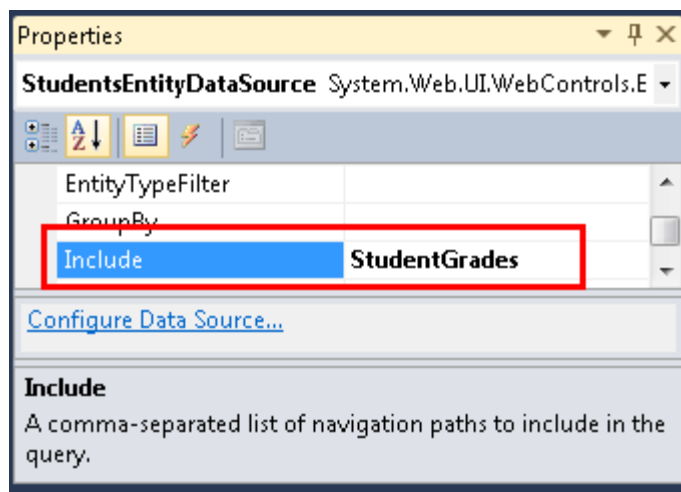 Properties
StudentsEntityDataSource System.Web.UI.WebControls.E
EntityTypeFilter
GroupBy
Include StudentGrades
Configure Data Source...
Include
A comma-separated list of navigation paths to include in the
query.